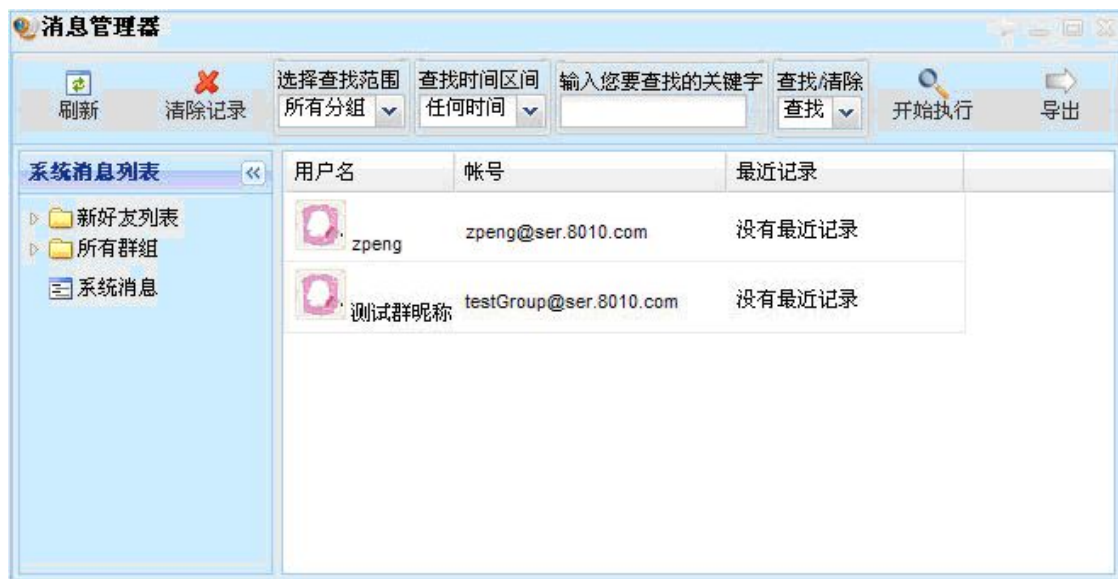 消息管理器
选择查找范围 查找时间区间 输入您要查找的关键字 查找/清除
刷新 清除记录 所有分组 任何时间 查找 开始执行 导出
系统消息列表 用户名 帐号 最近记录
新好友列表
所有群组
系统消息
zpeng zpeng@ser.8010.com 没有最近记录
测试群昵称 testGroup@ser.8010.com 没有最近记录